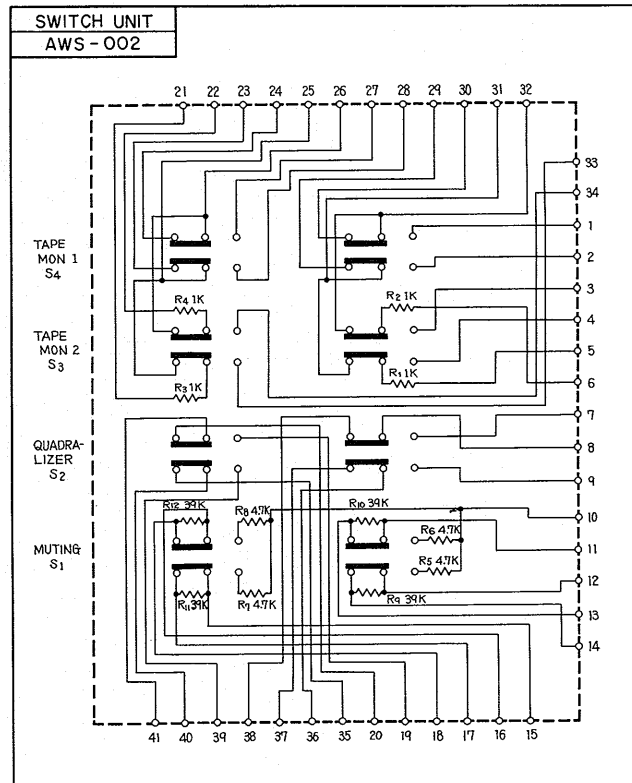 SWITCH UNIT
AWS-002
21 22 23 24 25 26 27 28 29 30 31 32
33
34
1
2
3
4
5
6
7
8
9
10
11
12
13
14
TAPE
MON 1
S4
R4 1K
R2 1K
TAPE
MON 2
S3
R3 1K
R1 1K
QUADRA-
LIZER
S2
R12 39K
R8 4.7K
R10 39K
R6 4.7K
MUTING
S1
R5 4.7K
R11 39K
R7 4.7K
R9 39K
41 40 39 38 37 36 35 20 19 18 17 16 15